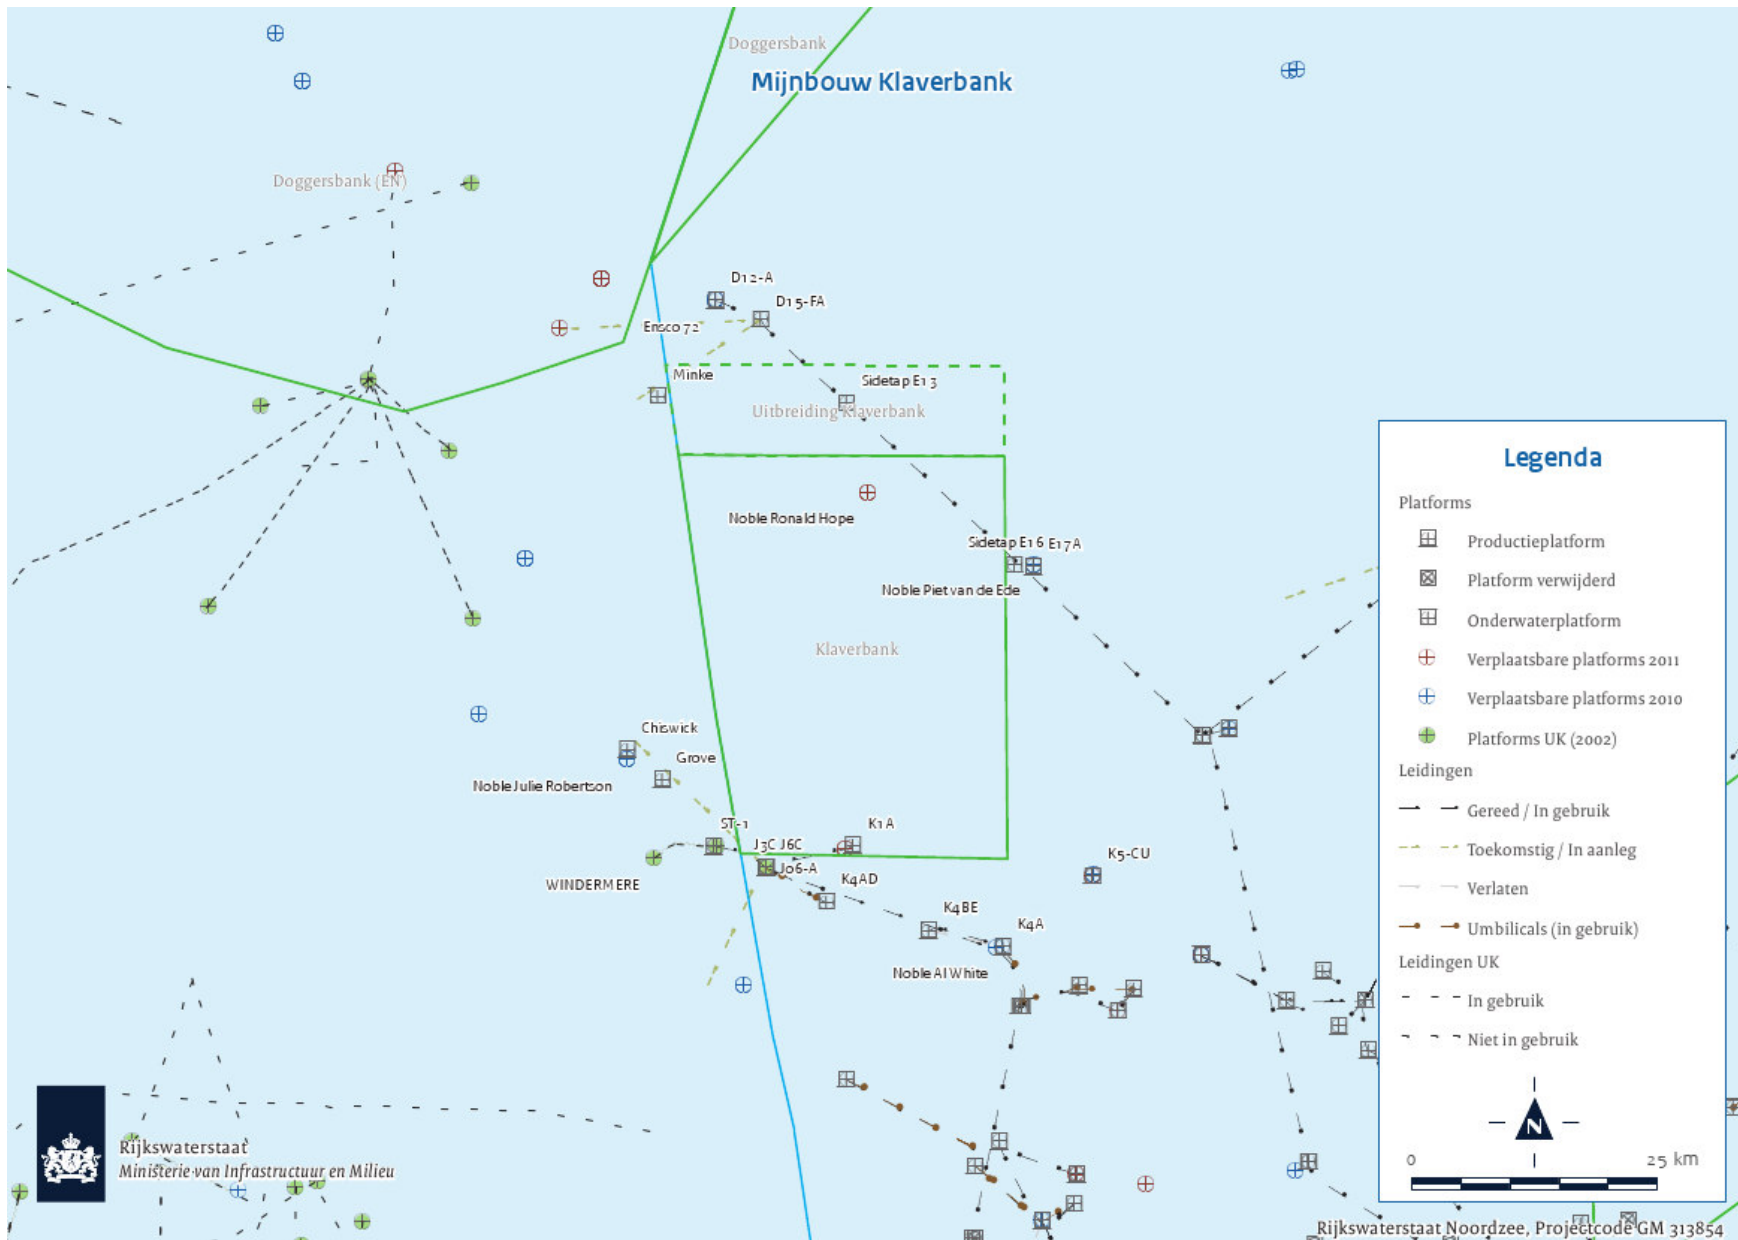 Doggersbank
Mijnbouw Klaverbank
Doggersbank (EN)
D12-A
D15-FA
Ensco 72
Minke
Sidetap E13
Uitbreiding Klaverbank
Noble Ronald Hope
Sidetap E16
E17A
Noble Piet van de Ede
Klaverbank
Chiswick
Grove
Noble Julie Robertson
ST-1
K1A
J3C J6C
J06-A
K5-CU
WINDERMERE
K4AD
K4BE
K4A
Noble Al White
Legenda
Platforms
Productieplatform
Platform verwijderd
Onderwaterplatform
Verplaatsbare platforms 2011
Verplaatsbare platforms 2010
Platforms UK (2002)
Leidingen
Gereed / In gebruik
Toekomstig / In aanleg
Verlaten
Umbilicals (in gebruik)
Leidingen UK
In gebruik
Niet in gebruik
N
0 25 km
Rijkswaterstaat
Ministerie van Infrastructuur en Milieu
Rijkswaterstaat Noordzee, Projectcode GM 313854